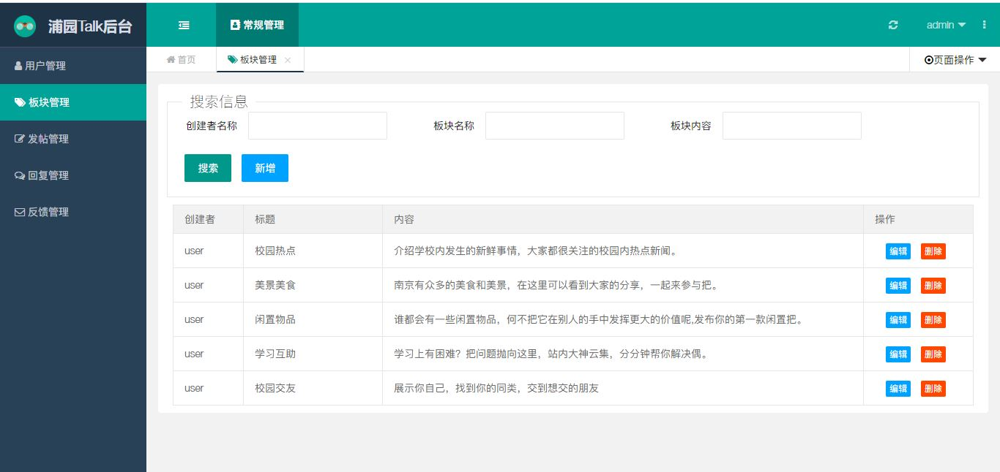 浦园Talk后台
常规管理
admin
用户管理
板块管理
发帖管理
回复管理
反馈管理
首页
板块管理
页面操作
搜索信息
创建者名称 板块名称 板块内容
搜索 新增
创建者 标题 内容 操作
user 校园热点 介绍学校内发生的新鲜事情，大家都很关注的校园内热点新闻。 编辑 删除
user 美景美食 南京有众多的美食和美景，在这里可以看到大家的分享，一起来参与把。 编辑 删除
user 闲置物品 谁都会有一些闲置物品，何不把它在别人的手中发挥更大的价值呢,发布你的第一款闲置把。 编辑 删除
user 学习互助 学习上有困难？把问题抛向这里，站内大神云集，分分钟帮你解决偶。 编辑 删除
user 校园交友 展示你自己，找到你的同类，交到想交的朋友 编辑 删除